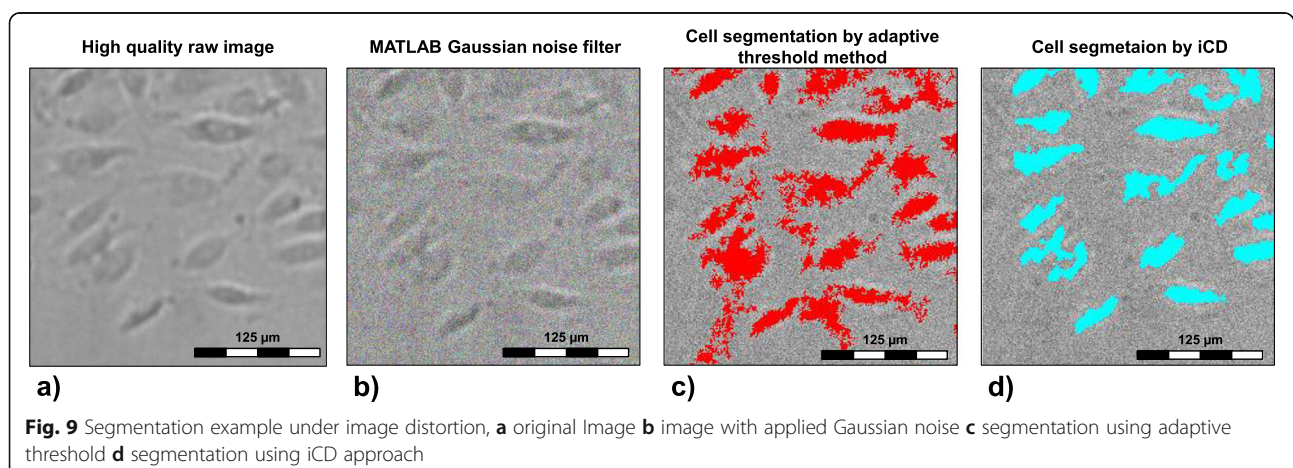 High quality raw image
MATLAB Gaussian noise filter
Cell segmentation by adaptive
threshold method
Cell segmetaion by iCD
125 µm
125 µm
125 µm
125 µm
a)
b)
c)
d)
Fig. 9 Segmentation example under image distortion, a original Image b image with applied Gaussian noise c segmentation using adaptive
threshold d segmentation using iCD approach